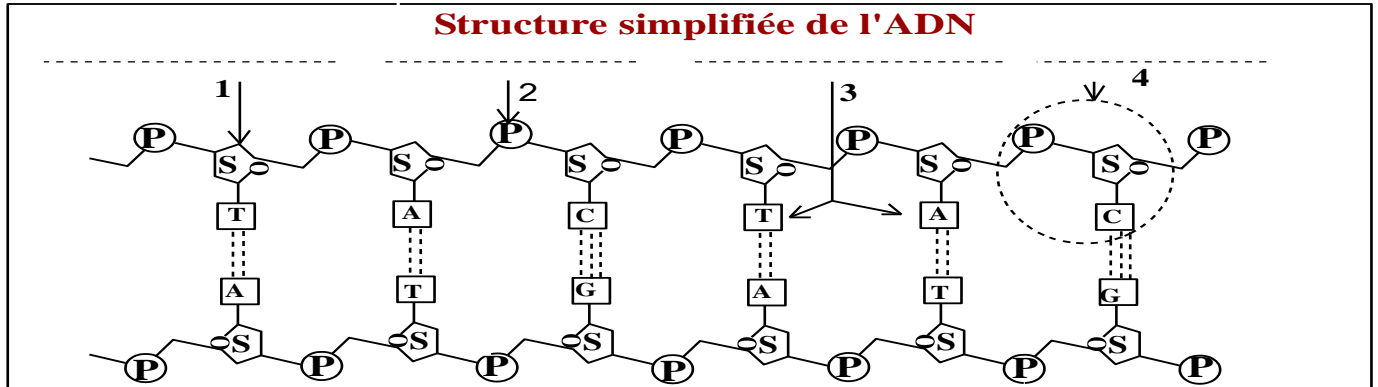 Structure simplifiée de l'ADN
1 2 3 4
P P P P P P P
S O S O S O S O S O S O
T A C T A C
A T G A T G
O S O S O S O S O S O S
P P P P P P P